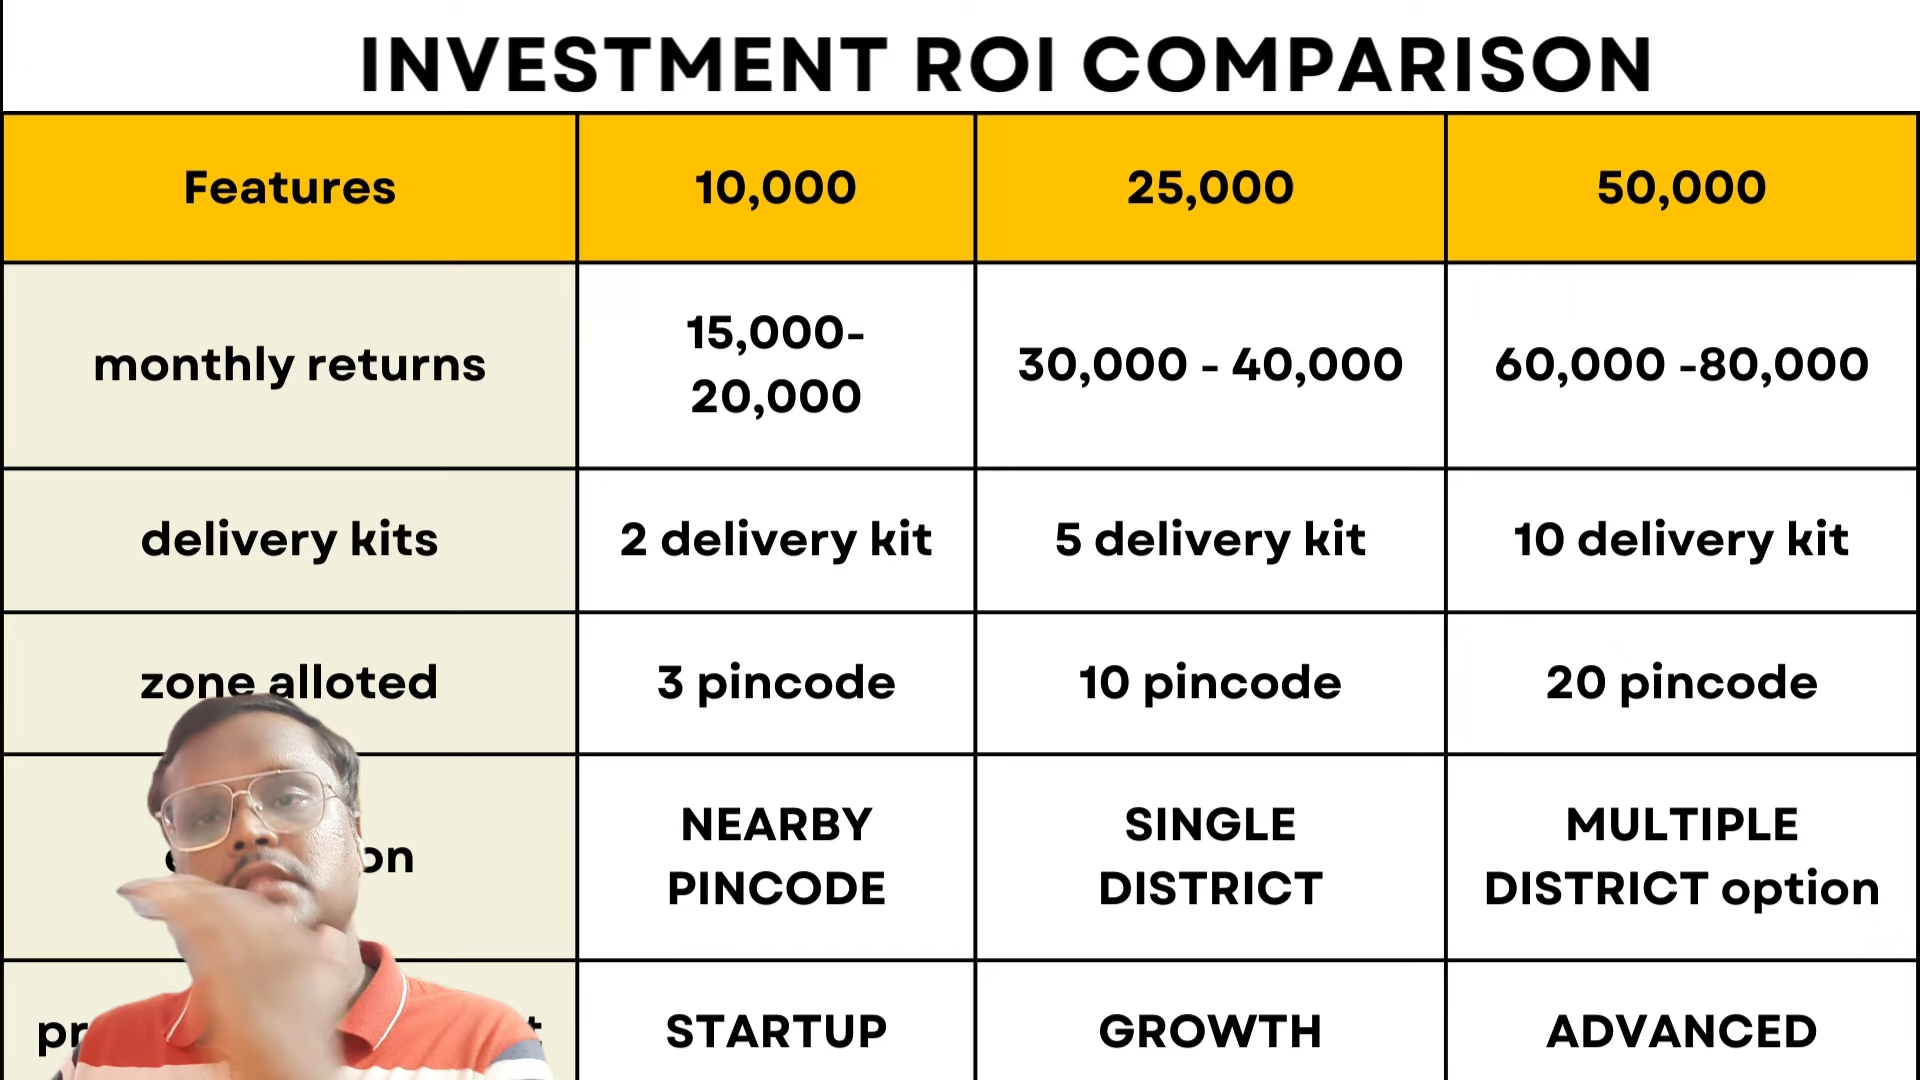 INVESTMENT ROI COMPARISON
Features
10,000
25,000
50,000
monthly returns
15,000-
20,000
30,000 - 40,000
60,000 -80,000
delivery kits
2 delivery kit
5 delivery kit
10 delivery kit
zone alloted
3 pincode
10 pincode
20 pincode
NEARBY
PINCODE
SINGLE
DISTRICT
MULTIPLE
DISTRICT option
STARTUP
GROWTH
ADVANCED